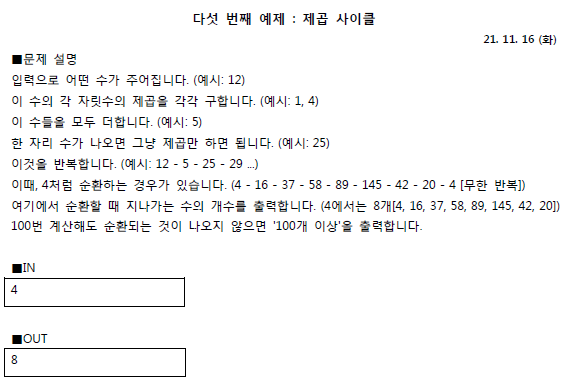 다섯 번째 예제 : 제곱 사이클
21. 11. 16 (화)
■문제 설명
입력으로 어떤 수가 주어집니다. (예시: 12)
이 수의 각 자릿수의 제곱을 각각 구합니다. (예시: 1, 4)
이 수들을 모두 더합니다. (예시: 5)
한 자리 수가 나오면 그냥 제곱만 하면 됩니다. (예시: 25)
이것을 반복합니다. (예시: 12 - 5 - 25 - 29 ...)
이때, 4처럼 순환하는 경우가 있습니다. (4 - 16 - 37 - 58 - 89 - 145 - 42 - 20 - 4 [무한 반복])
여기에서 순환할 때 지나가는 수의 개수를 출력합니다. (4에서는 8개[4, 16, 37, 58, 89, 145, 42, 20])
100번 계산해도 순환되는 것이 나오지 않으면 '100개 이상'을 출력합니다.
■IN
4
■OUT
8